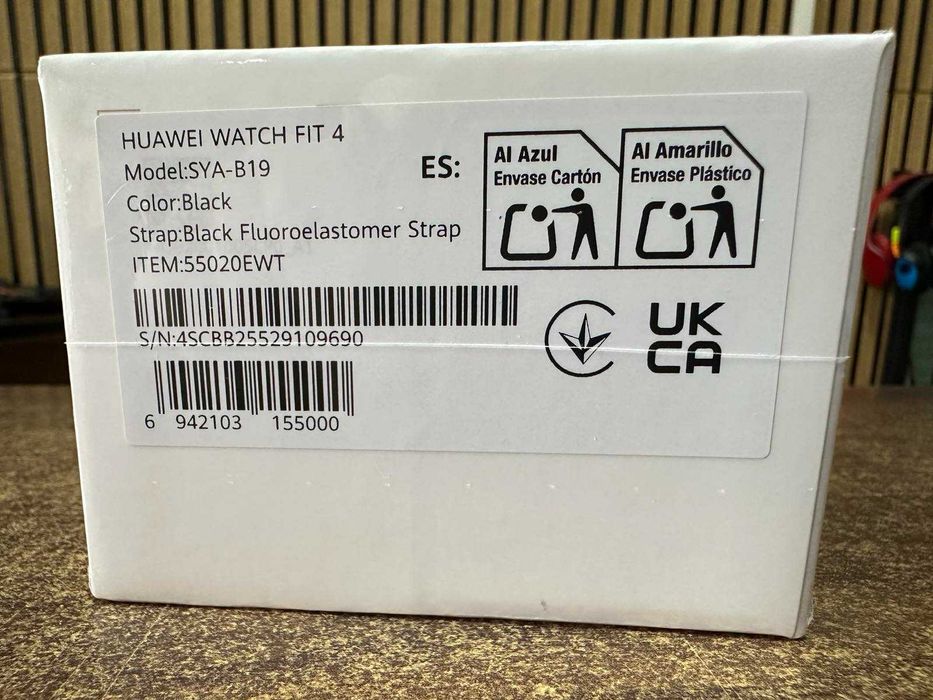 HUAWEI WATCH FIT 4
Model:SYA-B19
Color:Black
Strap:Black Fluoroelastomer Strap
ITEM:55020EWT
S/N:4SCBB25529109690
6 942103 155000
ES:
Al Azul
Envase Cartón
Al Amarillo
Envase Plástico
UK
CA